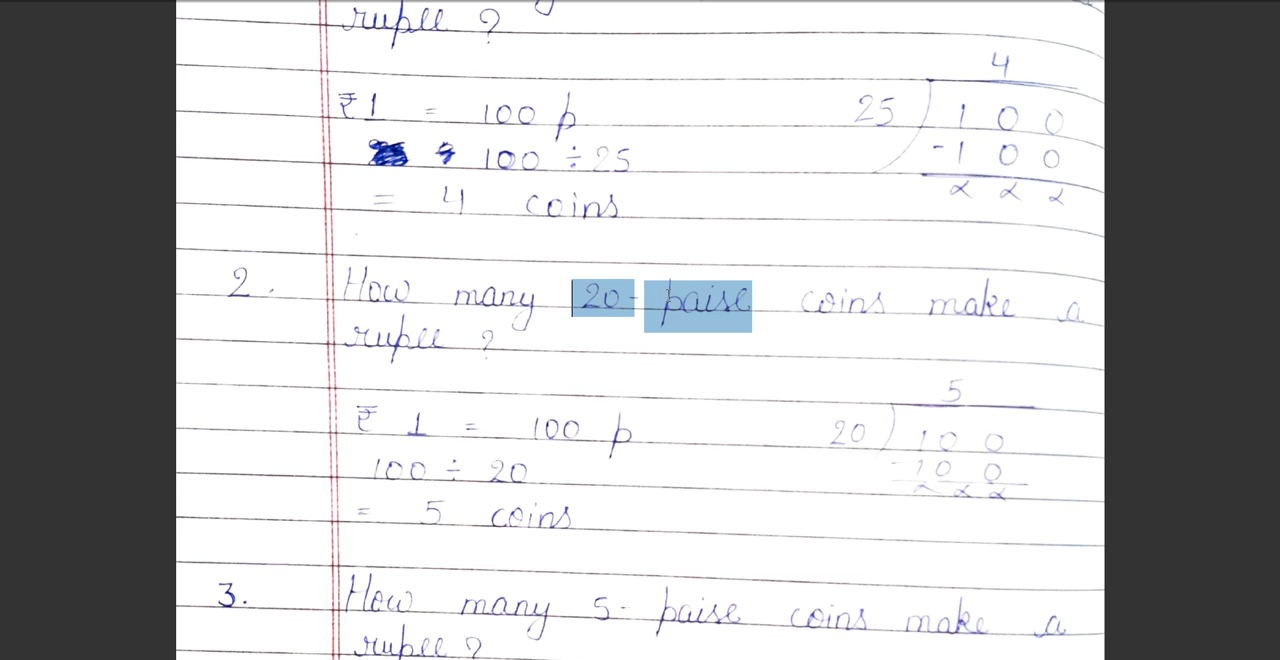 rupee ?
4
₹1 = 100 p
25 ) 1 0 0
100 ÷ 25
-1 0 0
= 4 coins
2. How many 20- paise coins make a
rupee ?
5
₹ 1 = 100 p
20 ) 1 0 0
100 ÷ 20
-1 0 0
= 5 coins
3. How many 5- paise coins make a
rupee ?